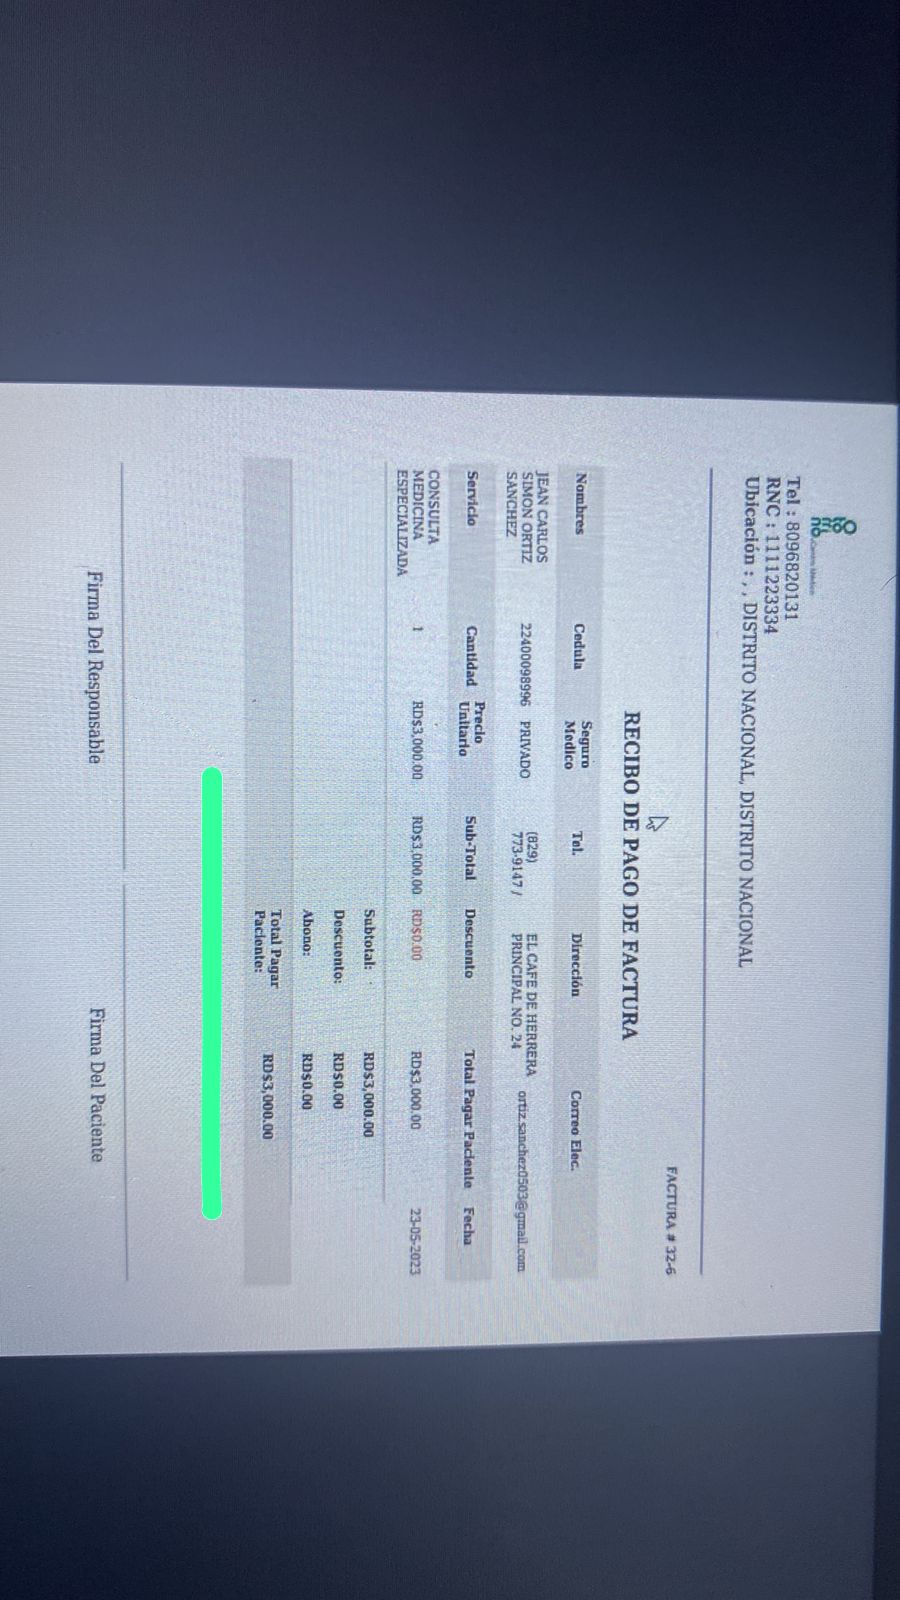 Centro Médico
Tel : 8096820131
RNC : 1111223334
Ubicación : , , DISTRITO NACIONAL, DISTRITO NACIONAL
FACTURA # 32-6
RECIBO DE PAGO DE FACTURA
Nombres Cedula Seguro Medico Tel. Dirección Correo Elec.
JEAN CARLOS SIMON ORTIZ SANCHEZ 22400098996 PRIVADO (829) 773-9147 / EL CAFE DE HERRERA PRINCIPAL NO. 24 ortiz.sanchez0503@gmail.com
Servicio Cantidad Precio Unitario Sub-Total Descuento Total Pagar Paciente Fecha
CONSULTA MEDICINA ESPECIALIZADA 1 RD$3,000.00 RD$3,000.00 RD$0.00 RD$3,000.00 23-05-2023
Subtotal: RD$3,000.00
Descuento: RD$0.00
Abono: RD$0.00
Total Pagar Paciente: RD$3,000.00
Firma Del Responsable Firma Del Paciente